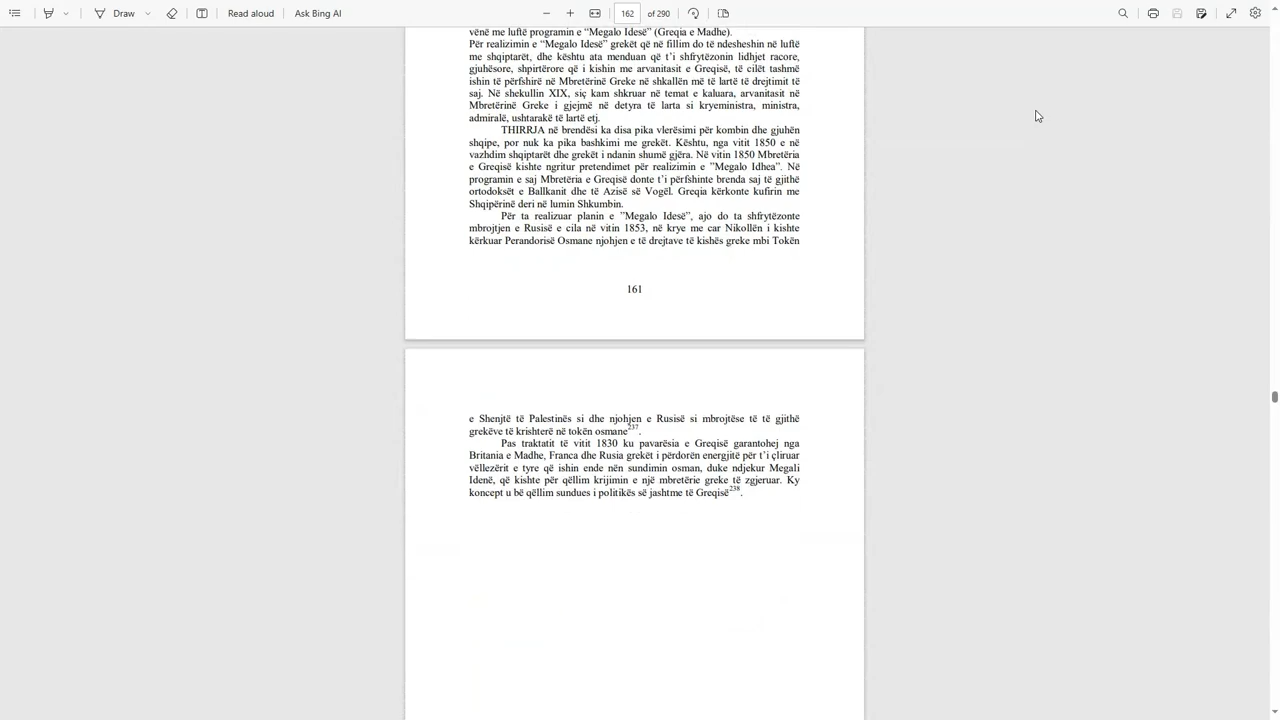 Draw
Read aloud
Ask Bing AI
162 of 290
vënë me luftë programin e “Megalo Idesë” (Greqia e Madhe).
Për realizimin e “Megalo Idesë” grekët që në fillim do të ndesheshin në luftë
me shqiptarët, dhe kështu ata menduan që t’i shfrytëzonin lidhjet racore,
gjuhësore, shpirtërore që i kishin me arvanitasit e Greqisë, të cilët tashmë
ishin të përfshirë në Mbretërinë Greke në shkallën më të lartë të drejtimit të
saj. Në shekullin XIX, siç kam shkruar në temat e kaluara, arvanitasit në
Mbretërinë Greke i gjejmë në detyra të larta si kryeministra, ministra,
admiralë, ushtarakë të lartë etj.
THIRRJA në brendësi ka disa pika vlerësimi për kombin dhe gjuhën
shqipe, por nuk ka pika bashkimi me grekët. Kështu, nga vitit 1850 e në
vazhdim shqiptarët dhe grekët i ndanin shumë gjëra. Në vitin 1850 Mbretëria
e Greqisë kishte ngritur pretendimet për realizimin e ”Megalo Idhea”. Në
programin e saj Mbretëria e Greqisë donte t’i përfshinte brenda saj të gjithë
ortodoksët e Ballkanit dhe të Azisë së Vogël. Greqia kërkonte kufirin me
Shqipërinë deri në lumin Shkumbin.
Për ta realizuar planin e ”Megalo Idesë”, ajo do ta shfrytëzonte
mbrojtjen e Rusisë e cila në vitin 1853, në krye me car Nikollën i kishte
kërkuar Perandorisë Osmane njohjen e të drejtave të kishës greke mbi Tokën
161
e Shenjtë të Palestinës si dhe njohjen e Rusisë si mbrojtëse të të gjithë
grekëve të krishterë në tokën osmane237.
Pas traktatit të vitit 1830 ku pavarësia e Greqisë garantohej nga
Britania e Madhe, Franca dhe Rusia grekët i përdorën energjitë për t’i çliruar
vëllezërit e tyre që ishin ende nën sundimin osman, duke ndjekur Megali
Idenë, që kishte për qëllim krijimin e një mbretërie greke të zgjeruar. Ky
koncept u bë qëllim sundues i politikës së jashtme të Greqisë238.